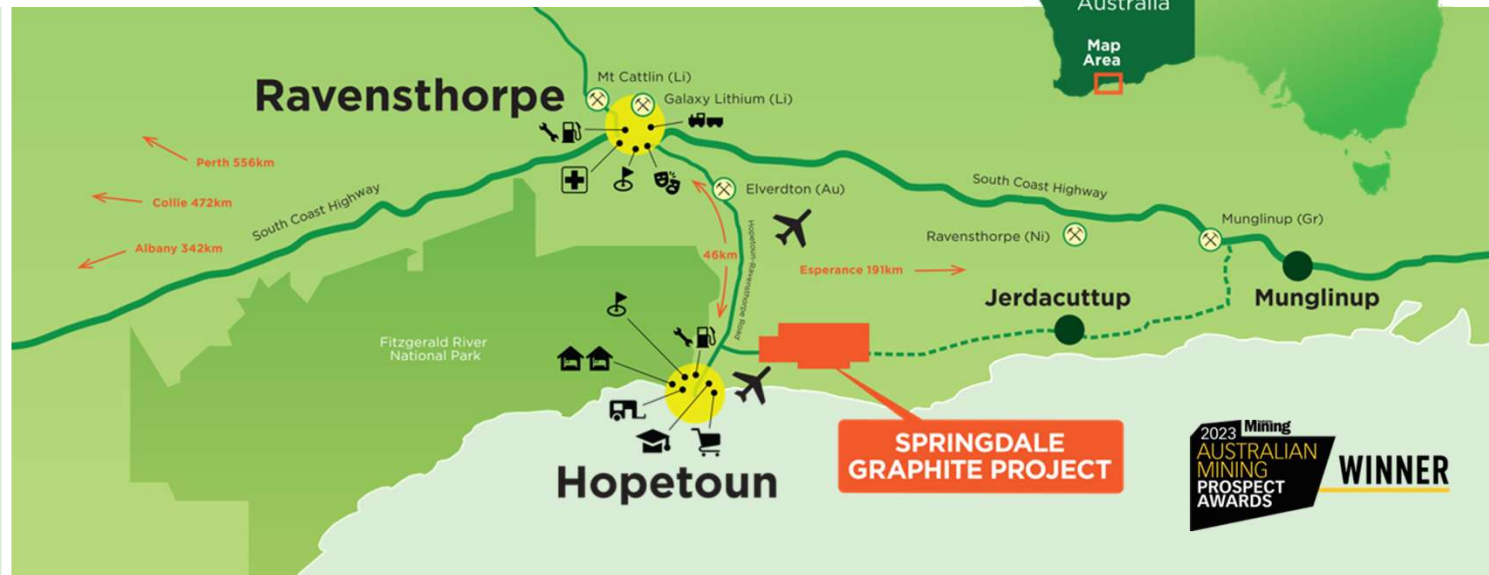 Australia
Map
Area
Ravensthorpe
Mt Cattlin (Li)
Galaxy Lithium (Li)
Perth 556km
Collie 472km
Albany 342km
South Coast Highway
Elverdton (Au)
South Coast Highway
Ravensthorpe (Ni)
Munglinup (Gr)
46km
Hopetoun-Ravensthorpe Road
Esperance 191km
Jerdacuttup
Munglinup
Fitzgerald River
National Park
SPRINGDALE
GRAPHITE PROJECT
Hopetoun
2023 Mining
AUSTRALIAN
MINING
PROSPECT
AWARDS
WINNER